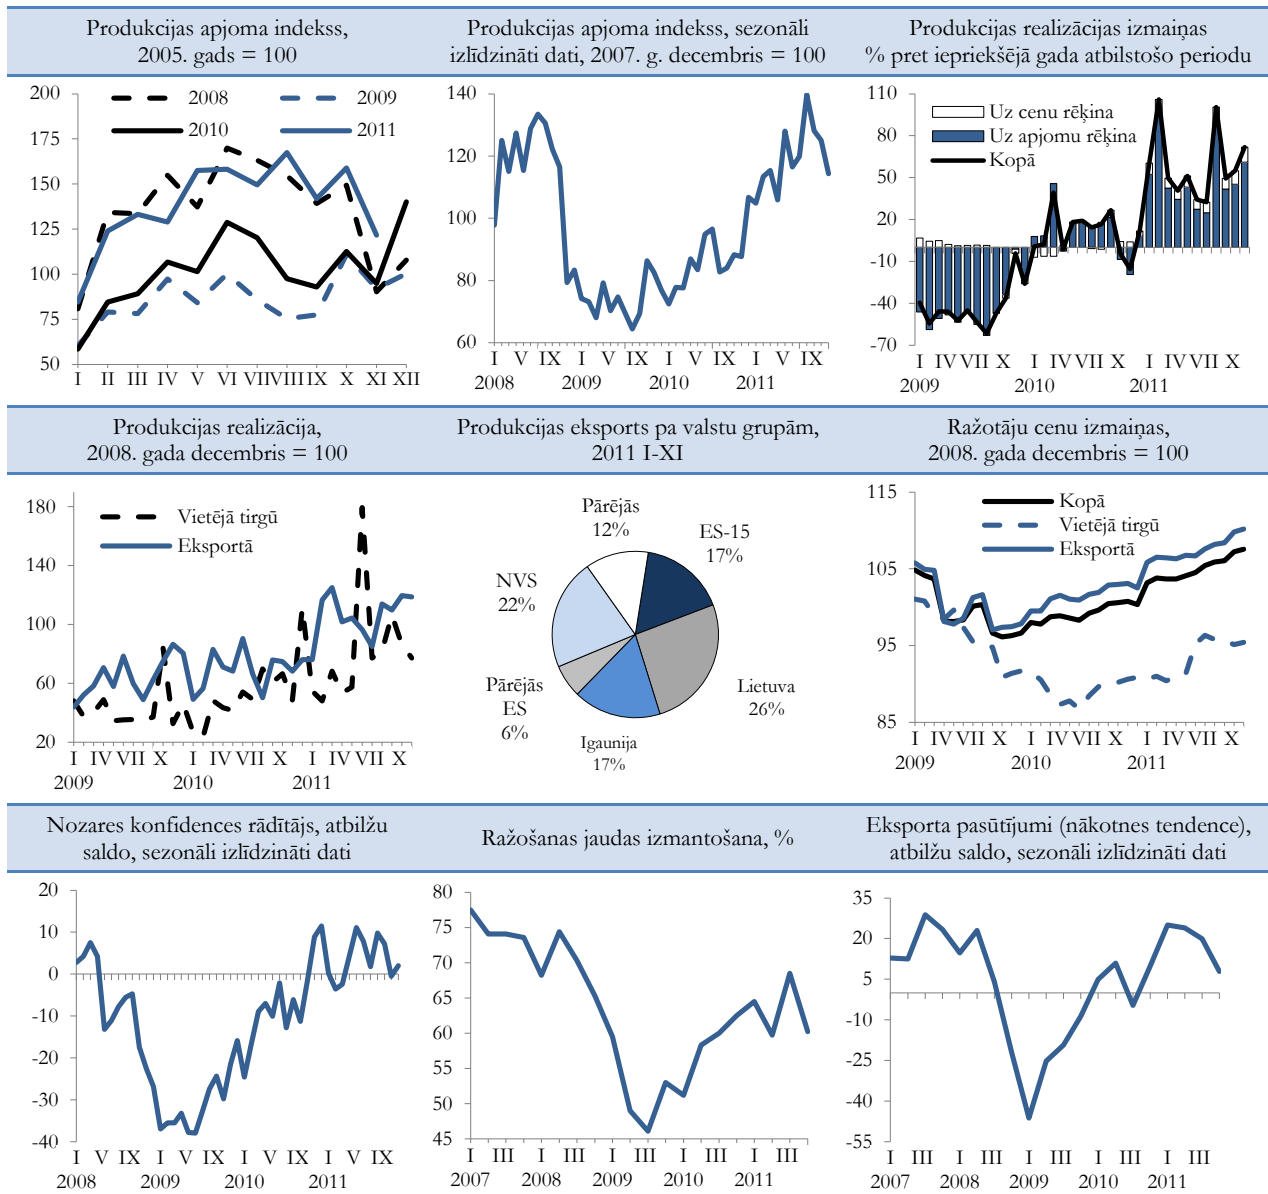 Produkcijas apjoma indekss,
2005. gads = 100
Produkcijas apjoma indekss, sezonāli
izlīdzināti dati, 2007. g. decembris = 100
Produkcijas realizācijas izmaiņas
% pret iepriekšējā gada atbilstošo periodu
200
175
150
125
100
75
50
2008
2009
2010
2011
I II III IV V VI VII VIII IX X XI XII
140
120
100
80
60
I V IX I V IX I V IX I V IX
2008 2009 2010 2011
110
80
50
20
-10
-40
-70
Uz cenu rēķina
Uz apjomu rēķina
Kopā
I IV VII X I IV VII X I IV VII X
2009 2010 2011
Produkcijas realizācija,
2008. gada decembris = 100
Produkcijas eksports pa valstu grupām,
2011 I-XI
Ražotāju cenu izmaiņas,
2008. gada decembris = 100
180
140
100
60
20
Vietējā tirgū
Eksportā
I IV VII X I IV VII X I IV VII X
2009 2010 2011
Pārējās
12%
ES-15
17%
NVS
22%
Lietuva
26%
Pārējās
ES
6%
Igaunija
17%
115
105
95
85
Kopā
Vietējā tirgū
Eksportā
I IV VII X I IV VII X I IV VII X
2009 2010 2011
Nozares konfidences rādītājs, atbilžu
saldo, sezonāli izlīdzināti dati
Ražošanas jaudas izmantošana, %
Eksporta pasūtījumi (nākotnes tendence),
atbilžu saldo, sezonāli izlīdzināti dati
20
10
0
-10
-20
-30
-40
I V IX I V IX I V IX I V IX
2008 2009 2010 2011
80
75
70
65
60
55
50
45
I III I III I III I III I III
2007 2008 2009 2010 2011
35
20
5
-10
-25
-40
-55
I III I III I III I III I III
2007 2008 2009 2010 2011